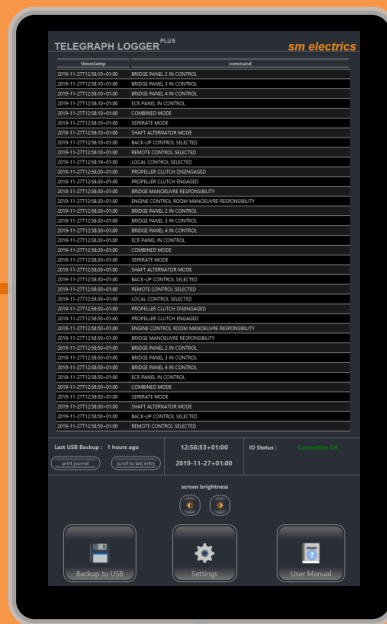 TELEGRAPH LOGGER PLUS
sm electrics
timestamp command
2019-11-27T12:58:10+01:00 BRIDGE PANEL 2 IN CONTROL
2019-11-27T12:58:10+01:00 BRIDGE PANEL 3 IN CONTROL
2019-11-27T12:58:10+01:00 BRIDGE PANEL 4 IN CONTROL
2019-11-27T12:58:10+01:00 ECR PANEL IN CONTROL
2019-11-27T12:58:10+01:00 COMBINED MODE
2019-11-27T12:58:10+01:00 SEPERATE MODE
2019-11-27T12:58:10+01:00 SHAFT ALTERNATOR MODE
2019-11-27T12:58:10+01:00 BACK-UP CONTROL SELECTED
2019-11-27T12:58:10+01:00 REMOTE CONTROL SELECTED
2019-11-27T12:58:19+01:00 LOCAL CONTROL SELECTED
2019-11-27T12:58:30+01:00 PROPELLER CLUTCH DISENGAGED
2019-11-27T12:58:30+01:00 PROPELLER CLUTCH ENGAGED
2019-11-27T12:58:30+01:00 BRIDGE MANOEUVRE RESPONSIBILITY
2019-11-27T12:58:30+01:00 ENGINE CONTROL ROOM MANOEUVRE RESPONSIBILITY
2019-11-27T12:58:30+01:00 BRIDGE PANEL 2 IN CONTROL
2019-11-27T12:58:30+01:00 BRIDGE PANEL 3 IN CONTROL
2019-11-27T12:58:30+01:00 BRIDGE PANEL 4 IN CONTROL
2019-11-27T12:58:30+01:00 ECR PANEL IN CONTROL
2019-11-27T12:58:30+01:00 COMBINED MODE
2019-11-27T12:58:30+01:00 SEPERATE MODE
2019-11-27T12:58:30+01:00 SHAFT ALTERNATOR MODE
2019-11-27T12:58:30+01:00 BACK-UP CONTROL SELECTED
2019-11-27T12:58:30+01:00 REMOTE CONTROL SELECTED
2019-11-27T12:58:39+01:00 LOCAL CONTROL SELECTED
2019-11-27T12:58:50+01:00 PROPELLER CLUTCH DISENGAGED
2019-11-27T12:58:50+01:00 PROPELLER CLUTCH ENGAGED
2019-11-27T12:58:50+01:00 ENGINE CONTROL ROOM MANOEUVRE RESPONSIBILITY
2019-11-27T12:58:50+01:00 BRIDGE MANOEUVRE RESPONSIBILITY
2019-11-27T12:58:50+01:00 BRIDGE PANEL 2 IN CONTROL
2019-11-27T12:58:50+01:00 BRIDGE PANEL 3 IN CONTROL
2019-11-27T12:58:50+01:00 BRIDGE PANEL 4 IN CONTROL
2019-11-27T12:58:50+01:00 ECR PANEL IN CONTROL
2019-11-27T12:58:50+01:00 COMBINED MODE
2019-11-27T12:58:50+01:00 SEPERATE MODE
2019-11-27T12:58:50+01:00 SHAFT ALTERNATOR MODE
2019-11-27T12:58:50+01:00 BACK-UP CONTROL SELECTED
2019-11-27T12:58:50+01:00 REMOTE CONTROL SELECTED
Last USB Backup : 1 hours ago
12:58:53+01:00
IO Status : Connection OK
print journal
scroll to last entry
2019-11-27+01:00
screen brightness
Backup to USB
Settings
User Manual